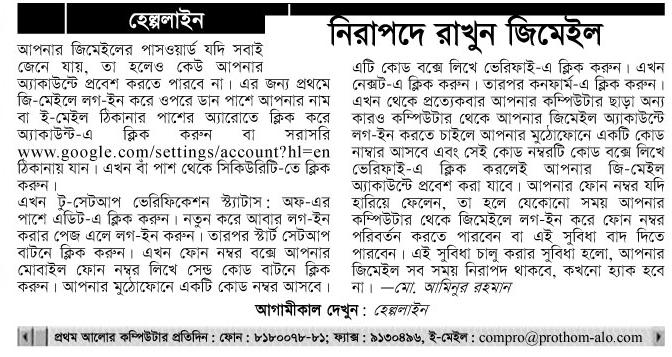 হেল্পলাইন
নিরাপদে রাখুন জিমেইল
আপনার জিমেইলের পাসওয়ার্ড যদি সবাই
জেনে যায়, তা হলেও কেউ আপনার
অ্যাকাউন্টে প্রবেশ করতে পারবে না। এর জন্য প্রথমে
জি-মেইলে লগ-ইন করে ওপরে ডান পাশে আপনার নাম
বা ই-মেইল ঠিকানার পাশের অ্যারোতে ক্লিক করে
অ্যাকাউন্ট-এ ক্লিক করুন বা সরাসরি
www.google.com/settings/account?hl=en
ঠিকানায় যান। এখন বাঁ পাশ থেকে সিকিউরিটি-তে ক্লিক
করুন।
এখন টু-সেটআপ ভেরিফিকেশন স্ট্যাটাস: অফ-এর
পাশে এডিট-এ ক্লিক করুন। নতুন করে আবার লগ-ইন
করার পেজ এলে লগ-ইন করুন। তারপর স্টার্ট সেটআপ
বাটনে ক্লিক করুন। এখন ফোন নম্বর বক্সে আপনার
মোবাইল ফোন নম্বর লিখে সেন্ড কোড বাটনে ক্লিক
করুন। আপনার মুঠোফোনে একটি কোড নম্বর আসবে।
এটি কোড বক্সে লিখে ভেরিফাই-এ ক্লিক করুন। এখন
নেক্সট-এ ক্লিক করুন। তারপর কনফার্ম-এ ক্লিক করুন।
এখন থেকে প্রত্যেকবার আপনার কম্পিউটার ছাড়া অন্য
কারও কম্পিউটার থেকে আপনার জিমেইল অ্যাকাউন্টে
লগ-ইন করতে চাইলে আপনার মুঠোফোনে একটি কোড
নাম্বার আসবে এবং সেই কোড নম্বরটি কোড বক্সে লিখে
ভেরিফাই-এ ক্লিক করলেই আপনার জি-মেইল
অ্যাকাউন্টে প্রবেশ করা যাবে। আপনার ফোন নম্বর যদি
হারিয়ে ফেলেন, তা হলে যেকোনো সময় আপনার
কম্পিউটার থেকে জিমেইলে লগ-ইন করে ফোন নম্বর
পরিবর্তন করতে পারবেন বা এই সুবিধা বাদ দিতে
পারবেন। এই সুবিধা চালু করার সুবিধা হলো, আপনার
জিমেইল সব সময় নিরাপদ থাকবে, কখনো হ্যাক হবে
না। —মো. আমিনুর রহমান
আগামীকাল দেখুন : হেল্পলাইন
প্রথম আলোর কম্পিউটার প্রতিদিন : ফোন : ৮১৮০০৭৮-৮১; ফ্যাক্স : ৯১৩০৪৯৬, ই-মেইল : compro@prothom-alo.com